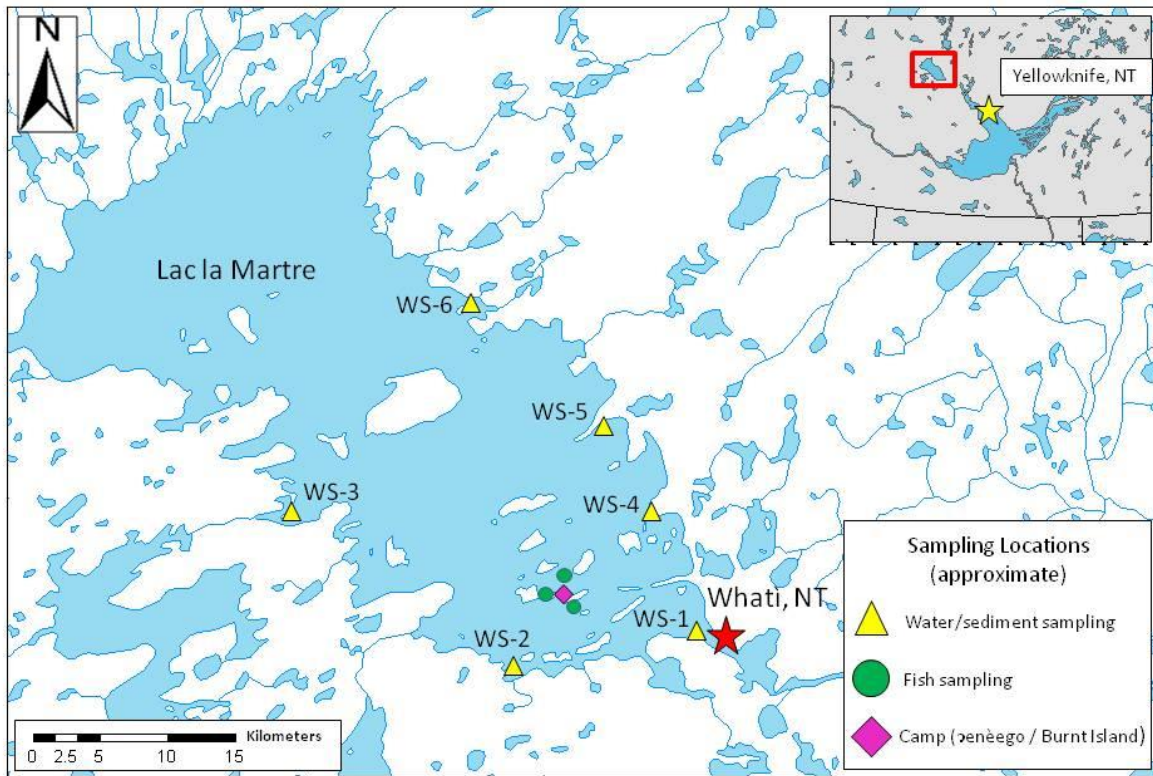 N
Yellowknife, NT
Lac la Martre
WS-6
WS-5
WS-3
WS-4
Whati, NT
WS-1
WS-2
Sampling Locations
(approximate)
Water/sediment sampling
Fish sampling
Camp (ɔenèego / Burnt Island)
Kilometers
0 2.5 5 10 15